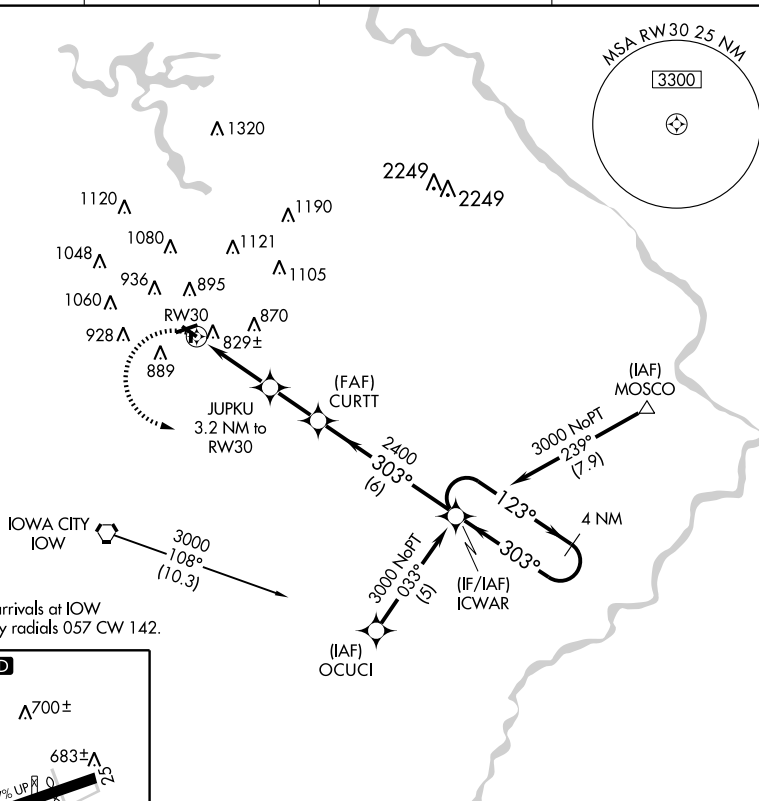 MSA RW30 25 NM
3300
1320
2249
2249
1120
1190
1080
1121
1048
1105
936
895
1060
RW30
870
928
829±
889
(FAF)
CURTT
(IAF)
MOSCO
JUPKU
3.2 NM to
RW30
3000 NoPT
239°
(7.9)
2400
303°
(6)
123°
4 NM
303°
IOWA CITY
IOW
3000
108°
(10.3)
3000 NoPT
033°
(5)
(IF/IAF)
ICWAR
(IAF)
OCUCI
arrivals at IOW
y radials 057 CW 142.
D
700±
683±
% UP
25